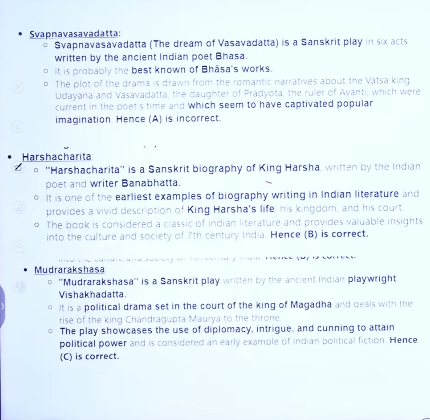 Svapnavasavadatta:
Svapnavasavadatta (The dream of Vasavadatta) is a Sanskrit play in six acts
written by the ancient Indian poet Bhasa.
It is probably the best known of Bhāsa's works.
The plot of the drama is drawn from the romantic narratives about the Vatsa king
Udayana and Vasavadatta, the daughter of Pradyota, the ruler of Avanti, which were
current in the poet's time and which seem to have captivated popular
imagination. Hence (A) is incorrect.
Harshacharita
"Harshacharita" is a Sanskrit biography of King Harsha, written by the Indian
poet and writer Banabhatta.
It is one of the earliest examples of biography writing in Indian literature and
provides a vivid description of King Harsha's life, his kingdom, and his court.
The book is considered a classic of Indian literature and provides valuable insights
into the culture and society of 7th century India. Hence (B) is correct.
Mudrarakshasa
"Mudrarakshasa" is a Sanskrit play written by the ancient Indian playwright
Vishakhadatta.
It is a political drama set in the court of the king of Magadha and deals with the
rise of the king Chandragupta Maurya to the throne.
The play showcases the use of diplomacy, intrigue, and cunning to attain
political power and is considered an early example of Indian political fiction. Hence
(C) is correct.